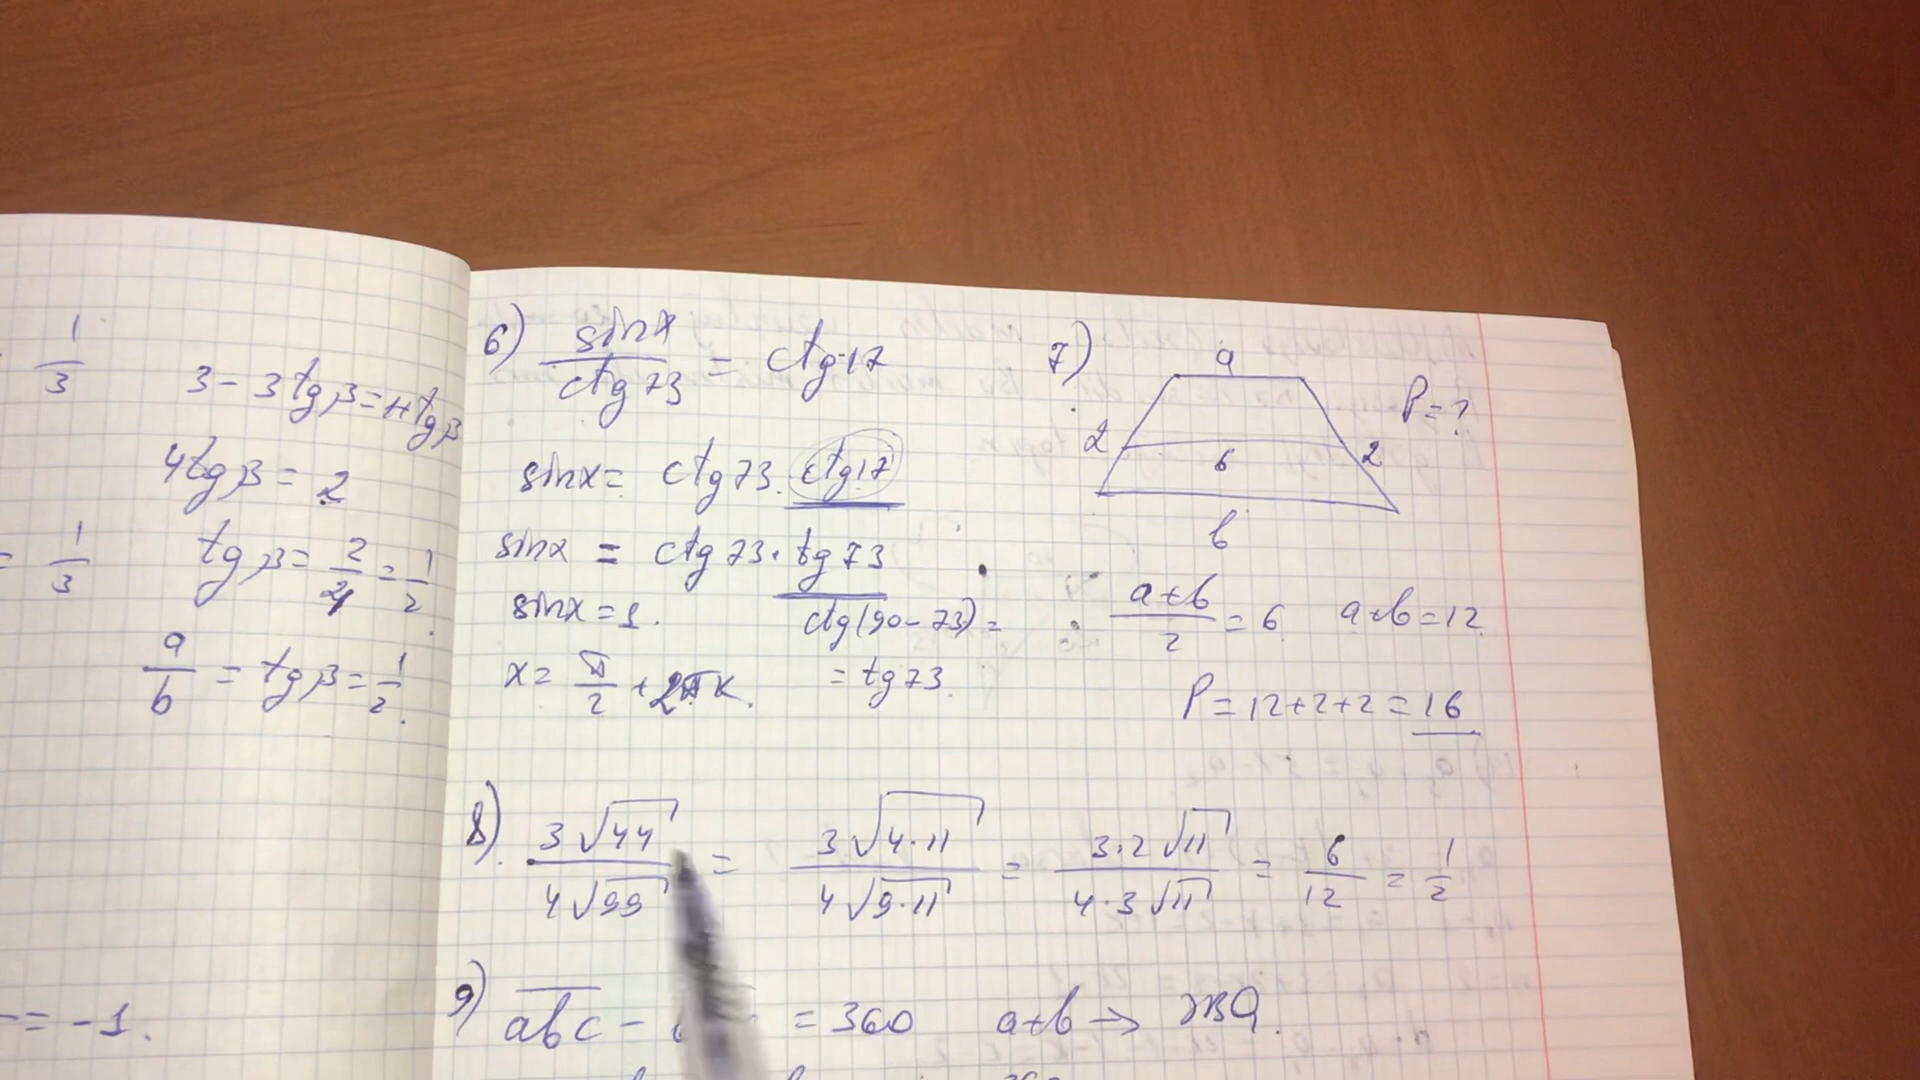 1/3
3 - 3tgβ = 1+tgβ
4tgβ = 2
= 1/3
tgβ = 2/4 = 1/2
a/b = tgβ = 1/2.
= -1.
6) sinx/ctg73 = ctg17
sinx = ctg73 · ctg17
sinx = ctg73 · tg73
sinx = 1.
ctg(90-73) =
x = π/2 + 2πk.
= tg73.
7)
a
P = ?
2
6
2
b
(a+b)/2 = 6 a+b = 12
P = 12+2+2 = 16
8) 3√44/4√99 = 3√4·11/4√9·11 = 3·2√11/4·3√11 = 6/12 = 1/2
9) abc - = 360 a+b → ЖЯ.